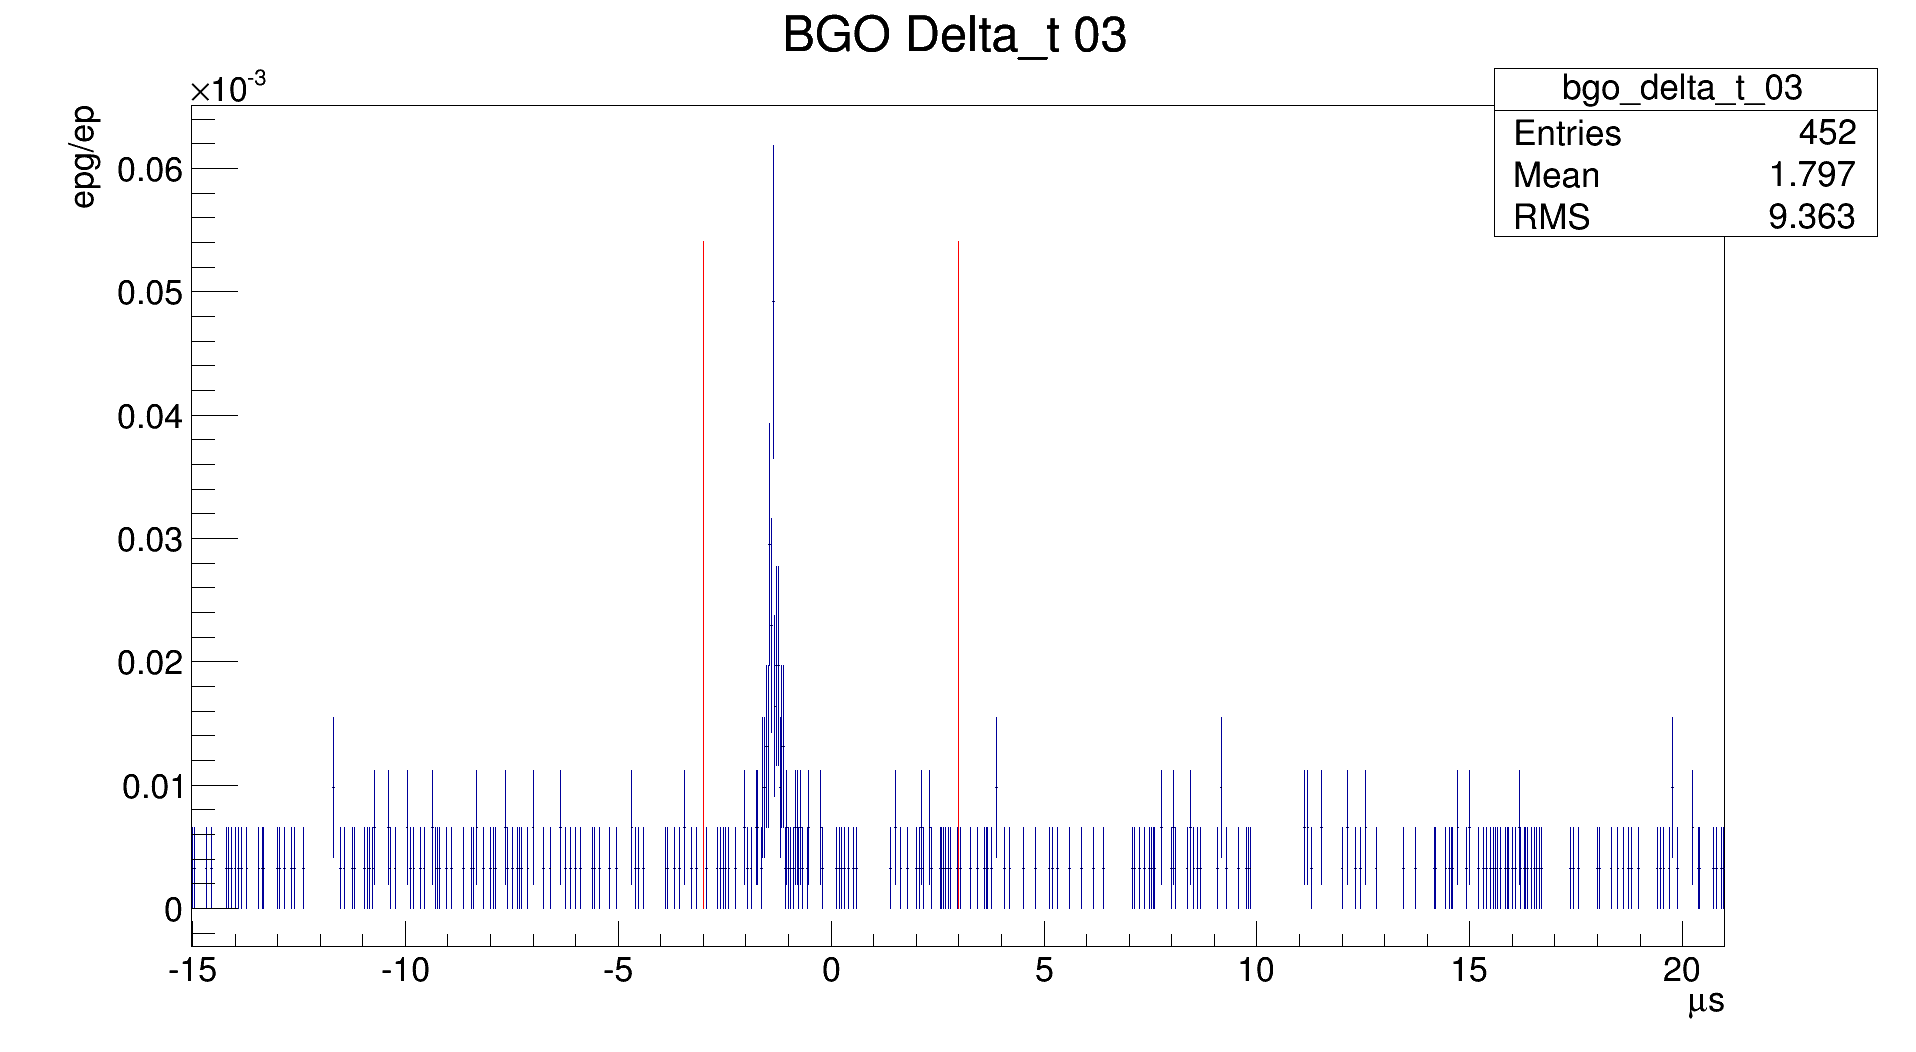 BGO Delta_t 03
×10-3
epg/ep
bgo_delta_t_03
Entries 452
Mean 1.797
RMS 9.363
0.06
0.05
0.04
0.03
0.02
0.01
0
-15 -10 -5 0 5 10 15 20
μs